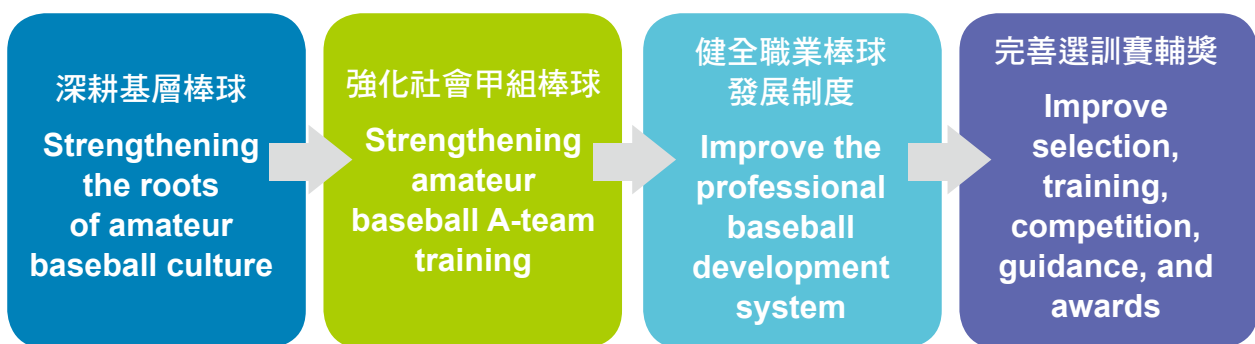 深耕基層棒球
Strengthening
the roots
of amateur
baseball culture
強化社會甲組棒球
Strengthening
amateur
baseball A-team
training
健全職業棒球
發展制度
Improve the
professional
baseball
development
system
完善選訓賽輔獎
Improve
selection,
training,
competition,
guidance, and
awards